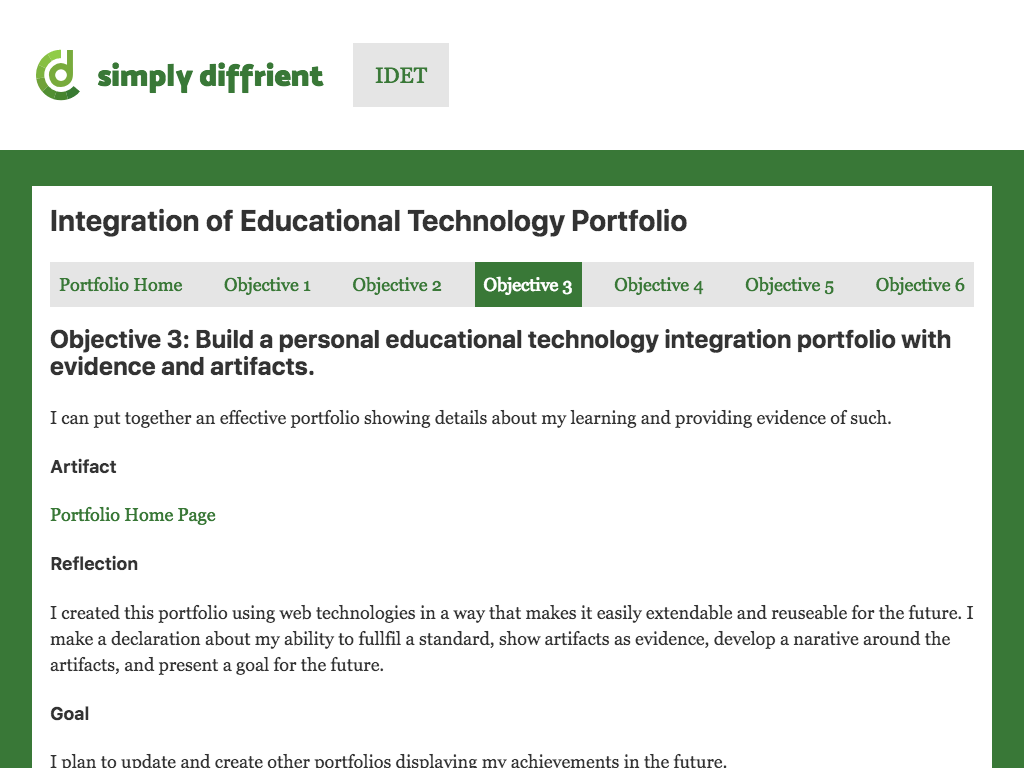 simply diffrient
IDET
Integration of Educational Technology Portfolio
Portfolio Home
Objective 1
Objective 2
Objective 3
Objective 4
Objective 5
Objective 6
Objective 3: Build a personal educational technology integration portfolio with
evidence and artifacts.
I can put together an effective portfolio showing details about my learning and providing evidence of such.
Artifact
Portfolio Home Page
Reflection
I created this portfolio using web technologies in a way that makes it easily extendable and reuseable for the future. I
make a declaration about my ability to fullfil a standard, show artifacts as evidence, develop a narative around the
artifacts, and present a goal for the future.
Goal
I plan to update and create other portfolios displaying my achievements in the future.